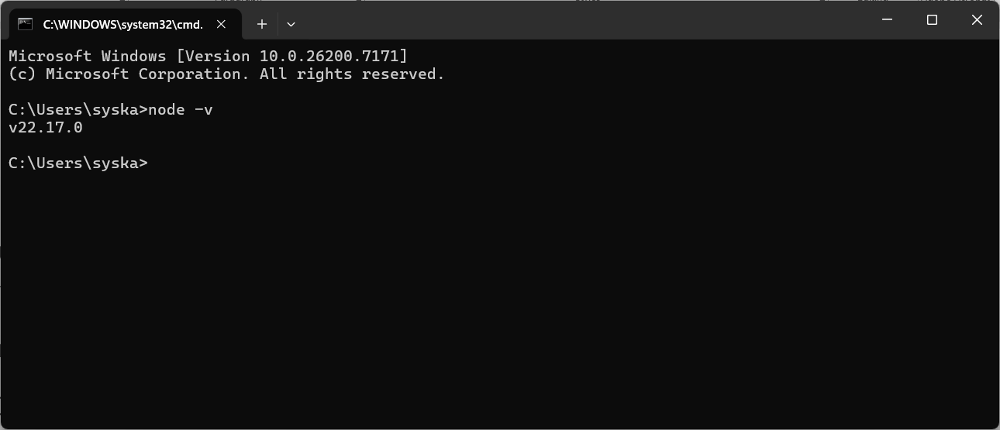 C:\WINDOWS\system32\cmd.
Microsoft Windows [Version 10.0.26200.7171]
(c) Microsoft Corporation. All rights reserved.
C:\Users\syska>node -v
v22.17.0
C:\Users\syska>